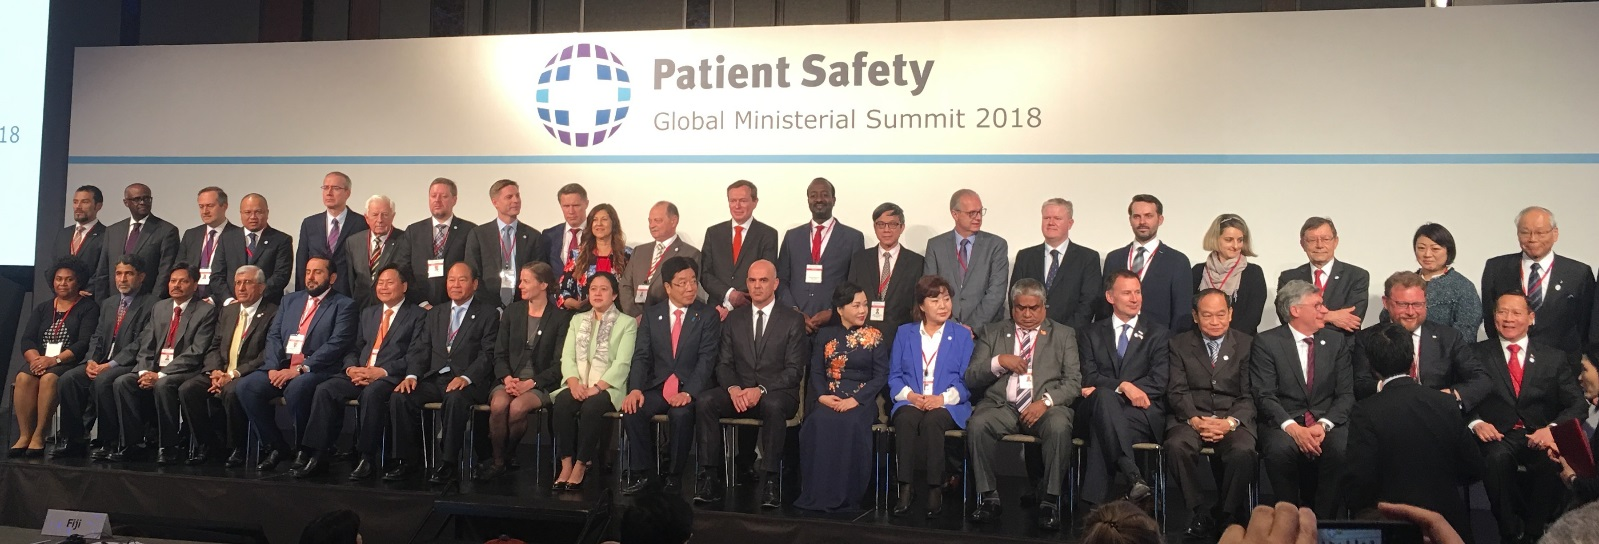 Patient Safety
Global Ministerial Summit 2018
18
Fiji